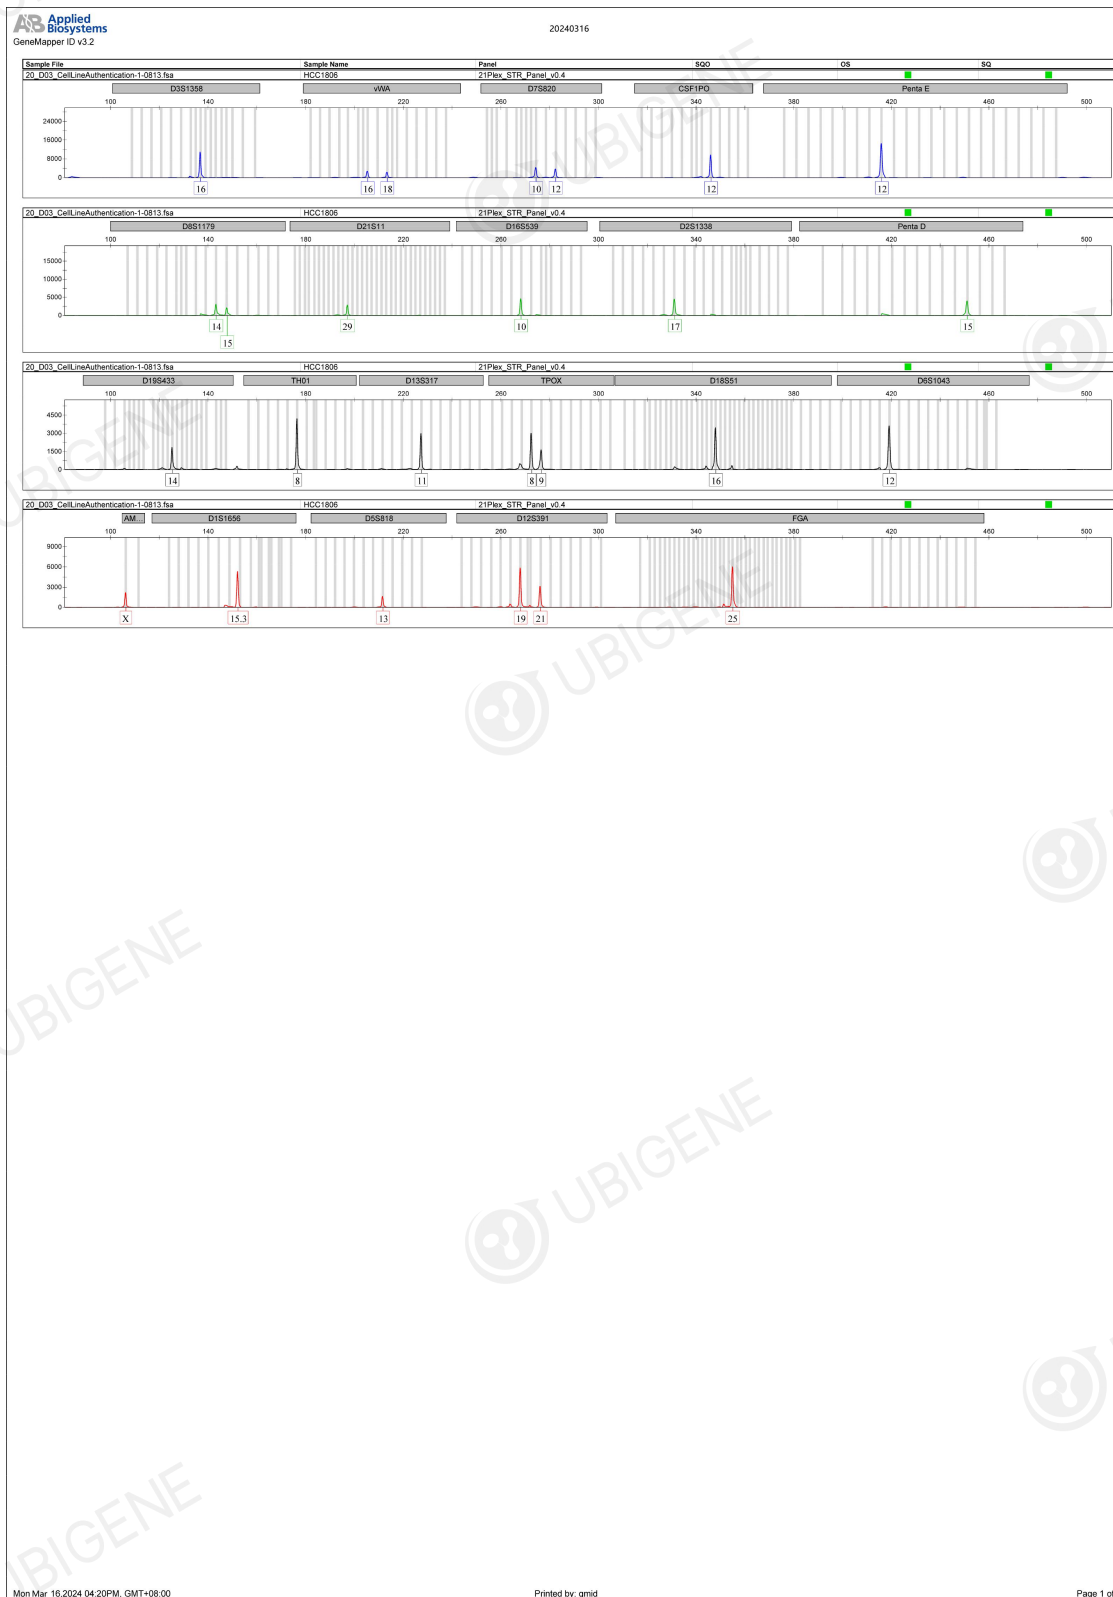 AB Applied Biosystems
20240316
GeneMapper ID v3.2
Sample File Sample Name Panel SQO OS SQ
20_D03_CellLineAuthentication-1-0813.fsa HCC1806 21Plex_STR_Panel_v0.4
D3S1358 vWA D7S820 CSF1PO Penta E
100 140 180 220 260 300 340 380 420 460 500
24000
16000
8000
0
16 16 18 10 12 12 12
20_D03_CellLineAuthentication-1-0813.fsa HCC1806 21Plex_STR_Panel_v0.4
D8S1179 D21S11 D16S539 D2S1338 Penta D
100 140 180 220 260 300 340 380 420 460 500
15000
10000
5000
0
14 29 10 17 15
15
20_D03_CellLineAuthentication-1-0813.fsa HCC1806 21Plex_STR_Panel_v0.4
D19S433 TH01 D13S317 TPOX D18S51 D6S1043
100 140 180 220 260 300 340 380 420 460 500
4500
3000
1500
0
14 8 11 8 9 16 12
20_D03_CellLineAuthentication-1-0813.fsa HCC1806 21Plex_STR_Panel_v0.4
AM... D1S1656 D5S818 D12S391 FGA
100 140 180 220 260 300 340 380 420 460 500
9000
6000
3000
0
X 15.3 13 19 21 25
UBIGENE
UBIGENE
UBIGENE
UBIGENE
UBIGENE
UBIGENE
Mon Mar 16,2024 04:20PM, GMT+08:00 Printed by: gmid Page 1 of